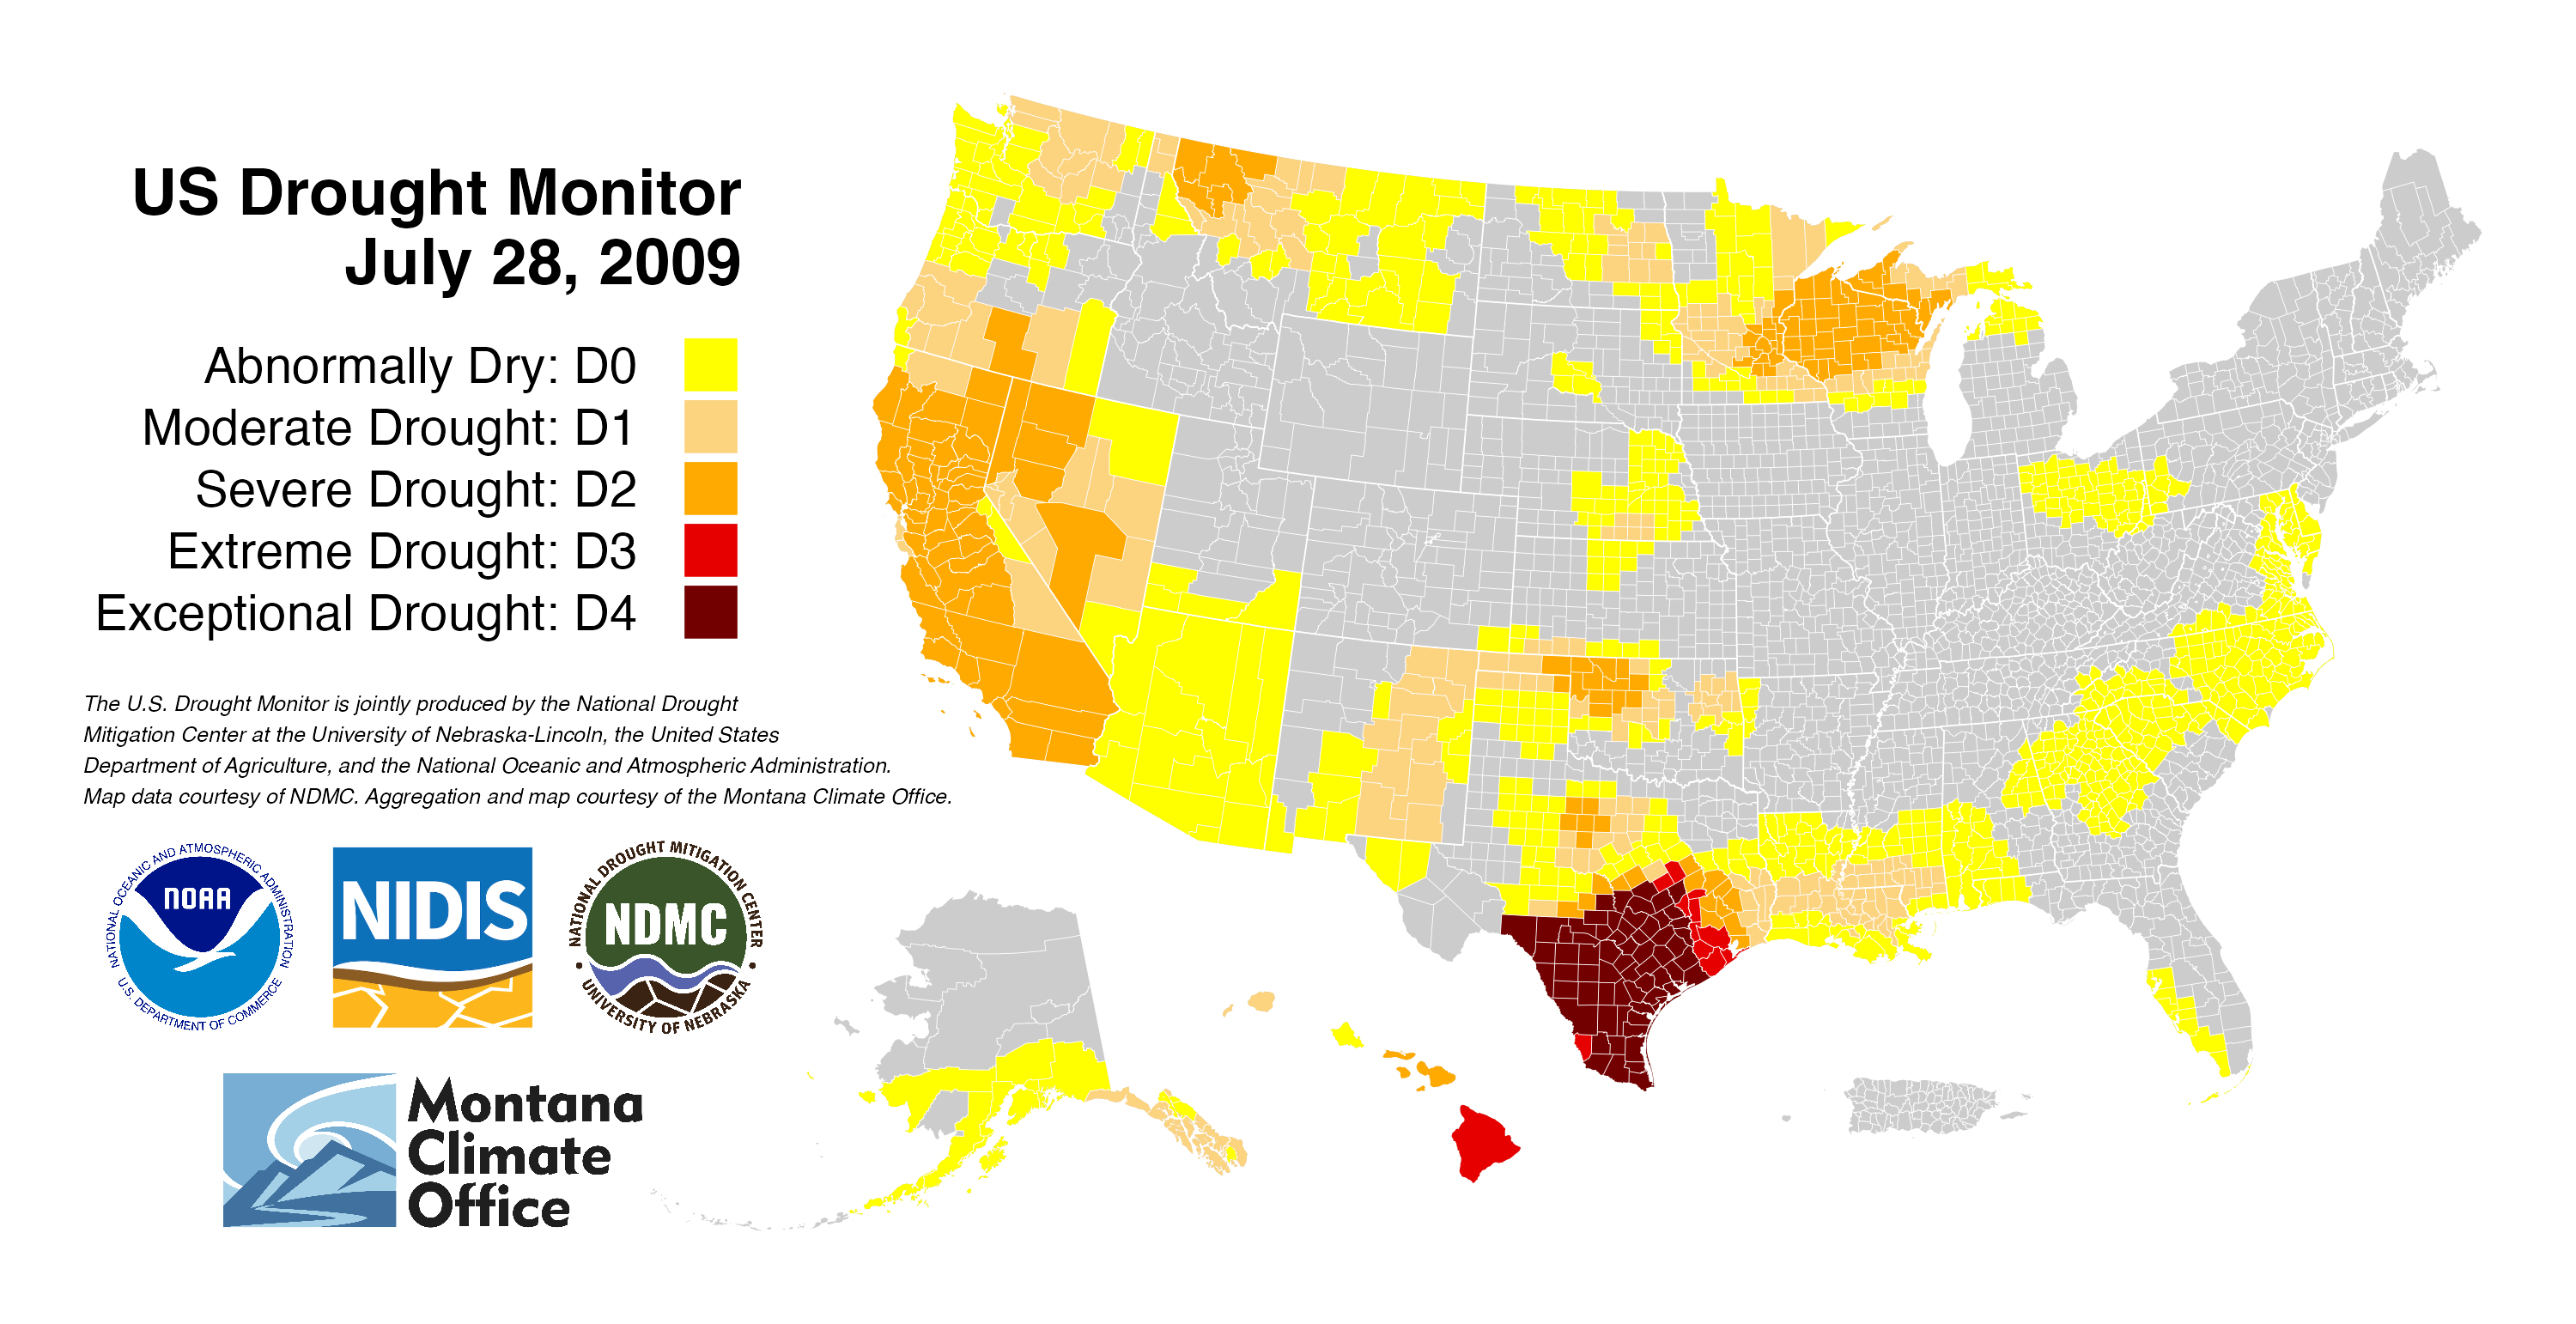 US Drought Monitor
July 28, 2009
Abnormally Dry: D0
Moderate Drought: D1
Severe Drought: D2
Extreme Drought: D3
Exceptional Drought: D4
The U.S. Drought Monitor is jointly produced by the National Drought
Mitigation Center at the University of Nebraska-Lincoln, the United States
Department of Agriculture, and the National Oceanic and Atmospheric Administration.
Map data courtesy of NDMC. Aggregation and map courtesy of the Montana Climate Office.
NATIONAL OCEANIC AND ATMOSPHERIC ADMINISTRATION
NOAA
U.S. DEPARTMENT OF COMMERCE
NIDIS
NATIONAL DROUGHT MITIGATION CENTER
NDMC
UNIVERSITY OF NEBRASKA
Montana
Climate
Office